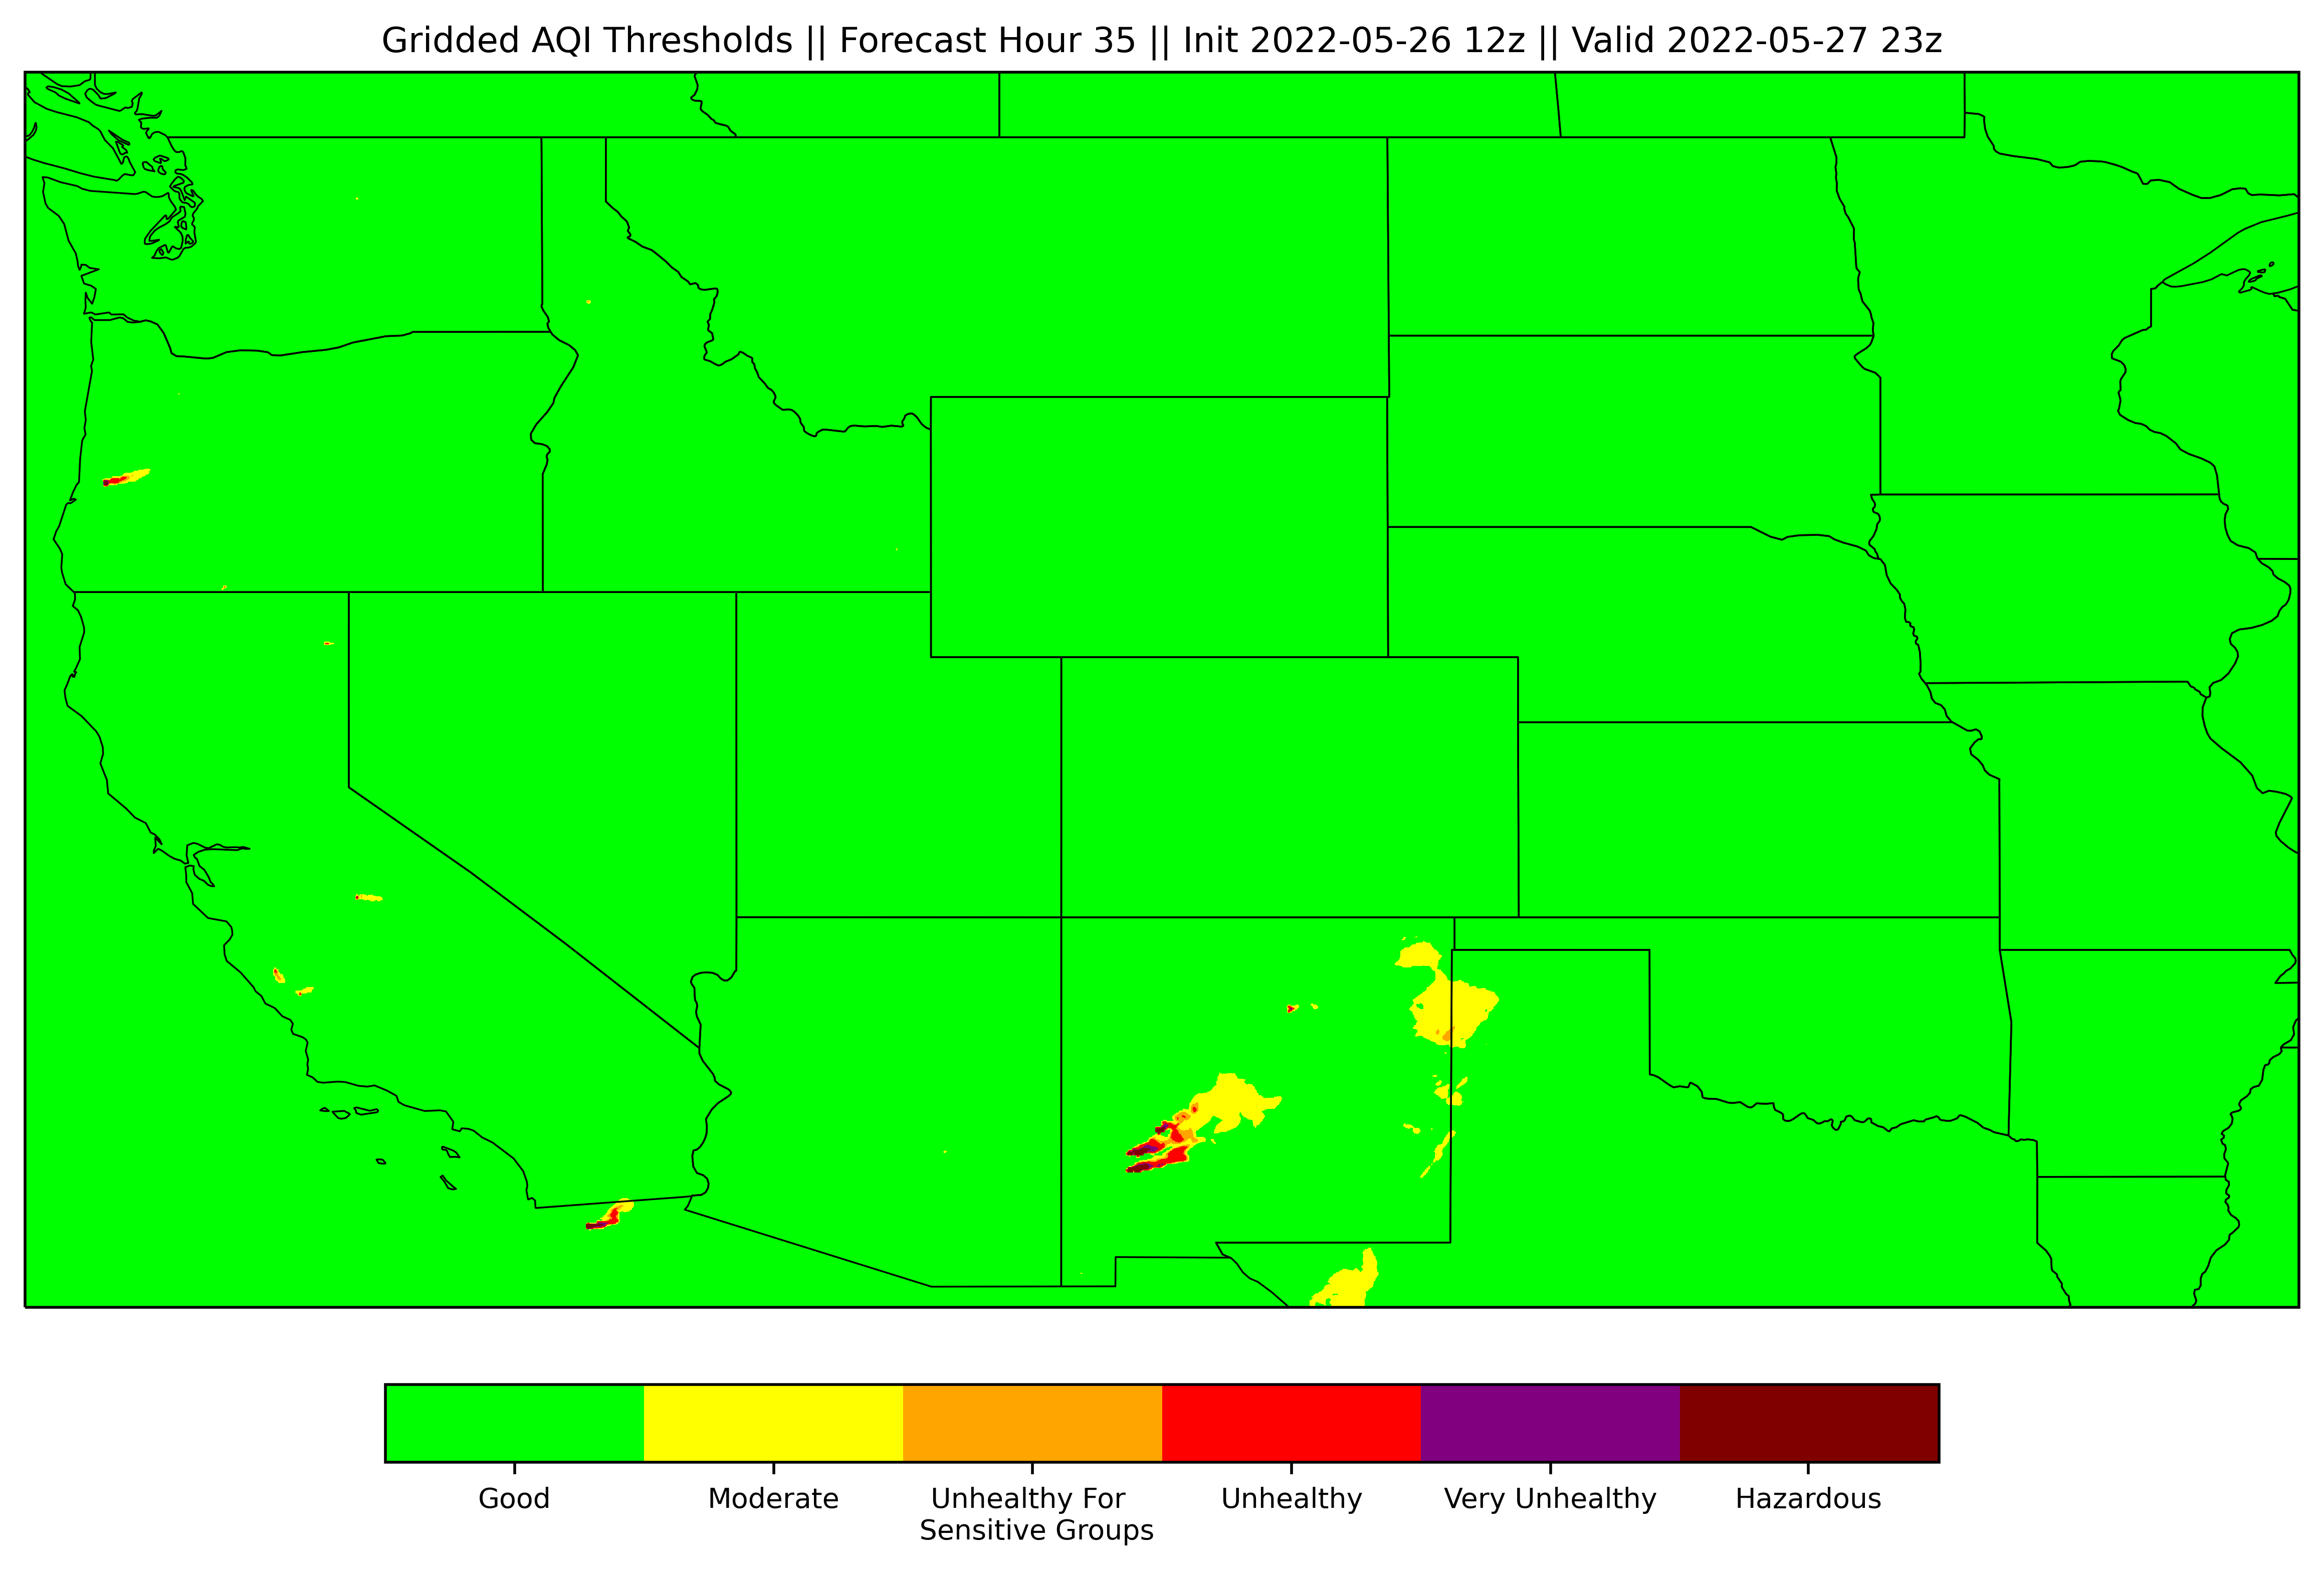 Gridded AQI Thresholds || Forecast Hour 35 || Init 2022-05-26 12z || Valid 2022-05-27 23z
Good
Moderate
Unhealthy For
Sensitive Groups
Unhealthy
Very Unhealthy
Hazardous